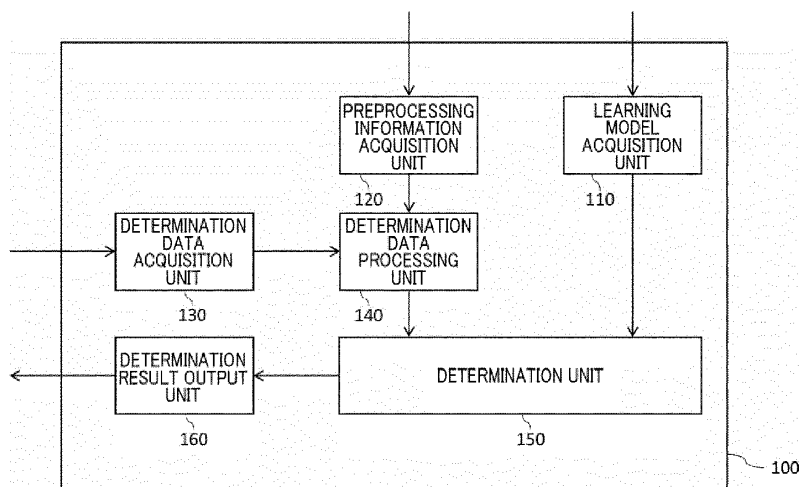 PREPROCESSING
INFORMATION
ACQUISITION
UNIT
120
LEARNING
MODEL
ACQUISITION
UNIT
110
DETERMINATION
DATA
ACQUISITION
UNIT
130
DETERMINATION
DATA
PROCESSING
UNIT
140
DETERMINATION
RESULT OUTPUT
UNIT
160
DETERMINATION UNIT
150
100